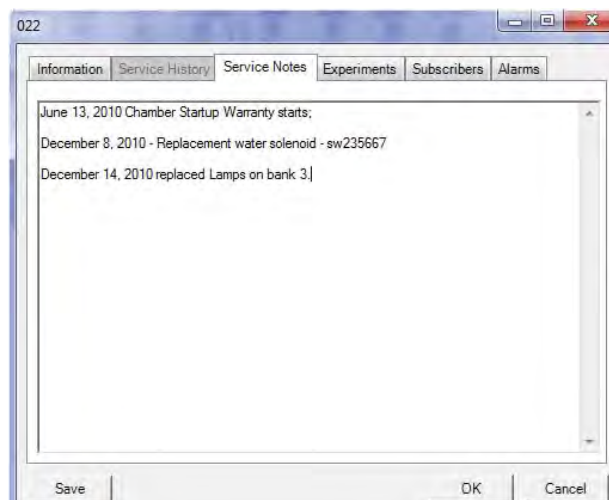 022
Information Service History Service Notes Experiments Subscribers Alarms
June 13, 2010 Chamber Startup Warranty starts;
December 8, 2010 - Replacement water solenoid - sw235667
December 14, 2010 replaced Lamps on bank 3.
Save OK Cancel